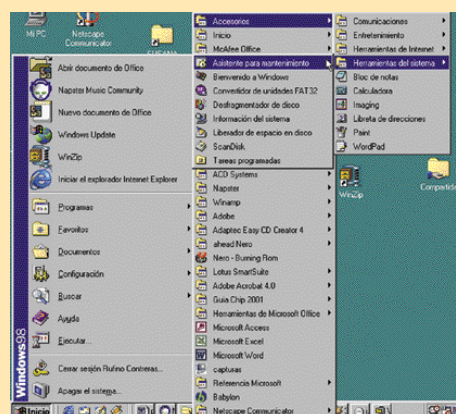 Mi PC
Netscape
Communicator
SUSANA
Abrir documento de Office
Napster Music Community
Nuevo documento de Office
Windows Update
WinZip
Iniciar el explorador Internet Explorer
Programas
Favoritos
Documentos
Configuración
Buscar
Ayuda
Ejecutar...
Cerrar sesión Rufino Contreras...
Apagar el sistema...
Windows98
Inicio
Accesorios
Inicio
McAfee Office
Asistente para mantenimiento
Bienvenido a Windows
Convertidor de unidades FAT32
Desfragmentador de disco
Información del sistema
Liberador de espacio en disco
ScanDisk
Tareas programadas
ACD Systems
Napster
Winamp
Adobe
Adaptec Easy CD Creator 4
ahead Nero
Nero - Burning Rom
Lotus SmartSuite
Adobe Acrobat 4.0
Guia Chip 2001
Herramientas de Microsoft Office
Microsoft Access
Microsoft Excel
Microsoft Word
capturas
Referencia Microsoft
Babylon
Netscape Communicator
Comunicaciones
Entretenimiento
Herramientas de Internet
Herramientas del sistema
Bloc de notas
Calculadora
Imaging
Libreta de direcciones
Paint
WordPad
WinZip
Compartida